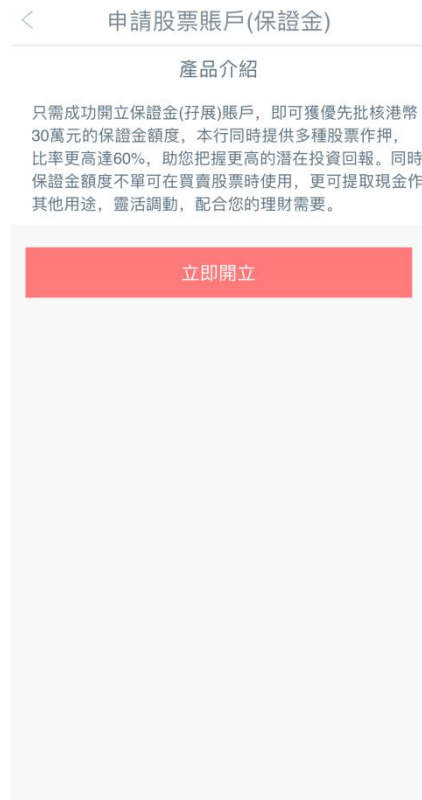 申請股票賬戶(保證金)
產品介紹
只需成功開立保證金(孖展)賬戶，即可獲優先批核港幣
30萬元的保證金額度，本行同時提供多種股票作押，
比率更高達60%，助您把握更高的潛在投資回報。同時
保證金額度不單可在買賣股票時使用，更可提取現金作
其他用途，靈活調動，配合您的理財需要。
立即開立